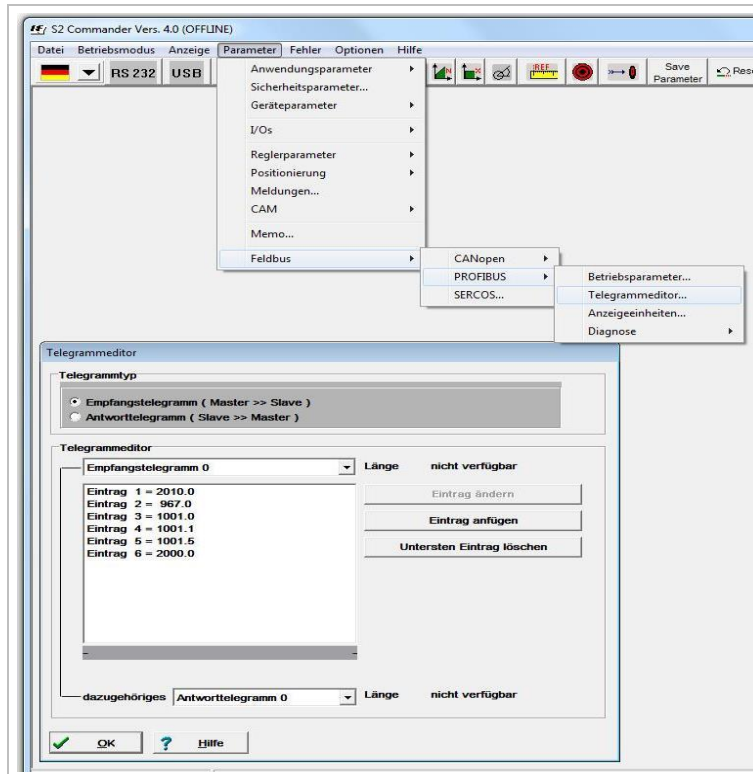 S2 Commander Vers. 4.0 (OFFLINE)
Datei Betriebsmodus Anzeige Parameter Fehler Optionen Hilfe
RS 232 USB REF Save Parameter
Anwendungsparameter
Sicherheitsparameter...
Geräteparameter
I/Os
Reglerparameter
Positionierung
Meldungen...
CAM
Memo...
Feldbus
CANopen
PROFIBUS
SERCOS...
Betriebsparameter...
Telegrammeditor...
Anzeigeeinheiten...
Diagnose
Telegrammeditor
Telegrammtyp
Empfangstelegramm ( Master >> Slave )
Antworttelegramm ( Slave >> Master )
Telegrammeditor
Empfangstelegramm 0 Länge nicht verfügbar
Eintrag 1 = 2010.0
Eintrag 2 = 967.0
Eintrag 3 = 1001.0
Eintrag 4 = 1001.1
Eintrag 5 = 1001.5
Eintrag 6 = 2000.0
Eintrag ändern
Eintrag anfügen
Untersten Eintrag löschen
dazugehöriges Antworttelegramm 0 Länge nicht verfügbar
OK ? Hilfe